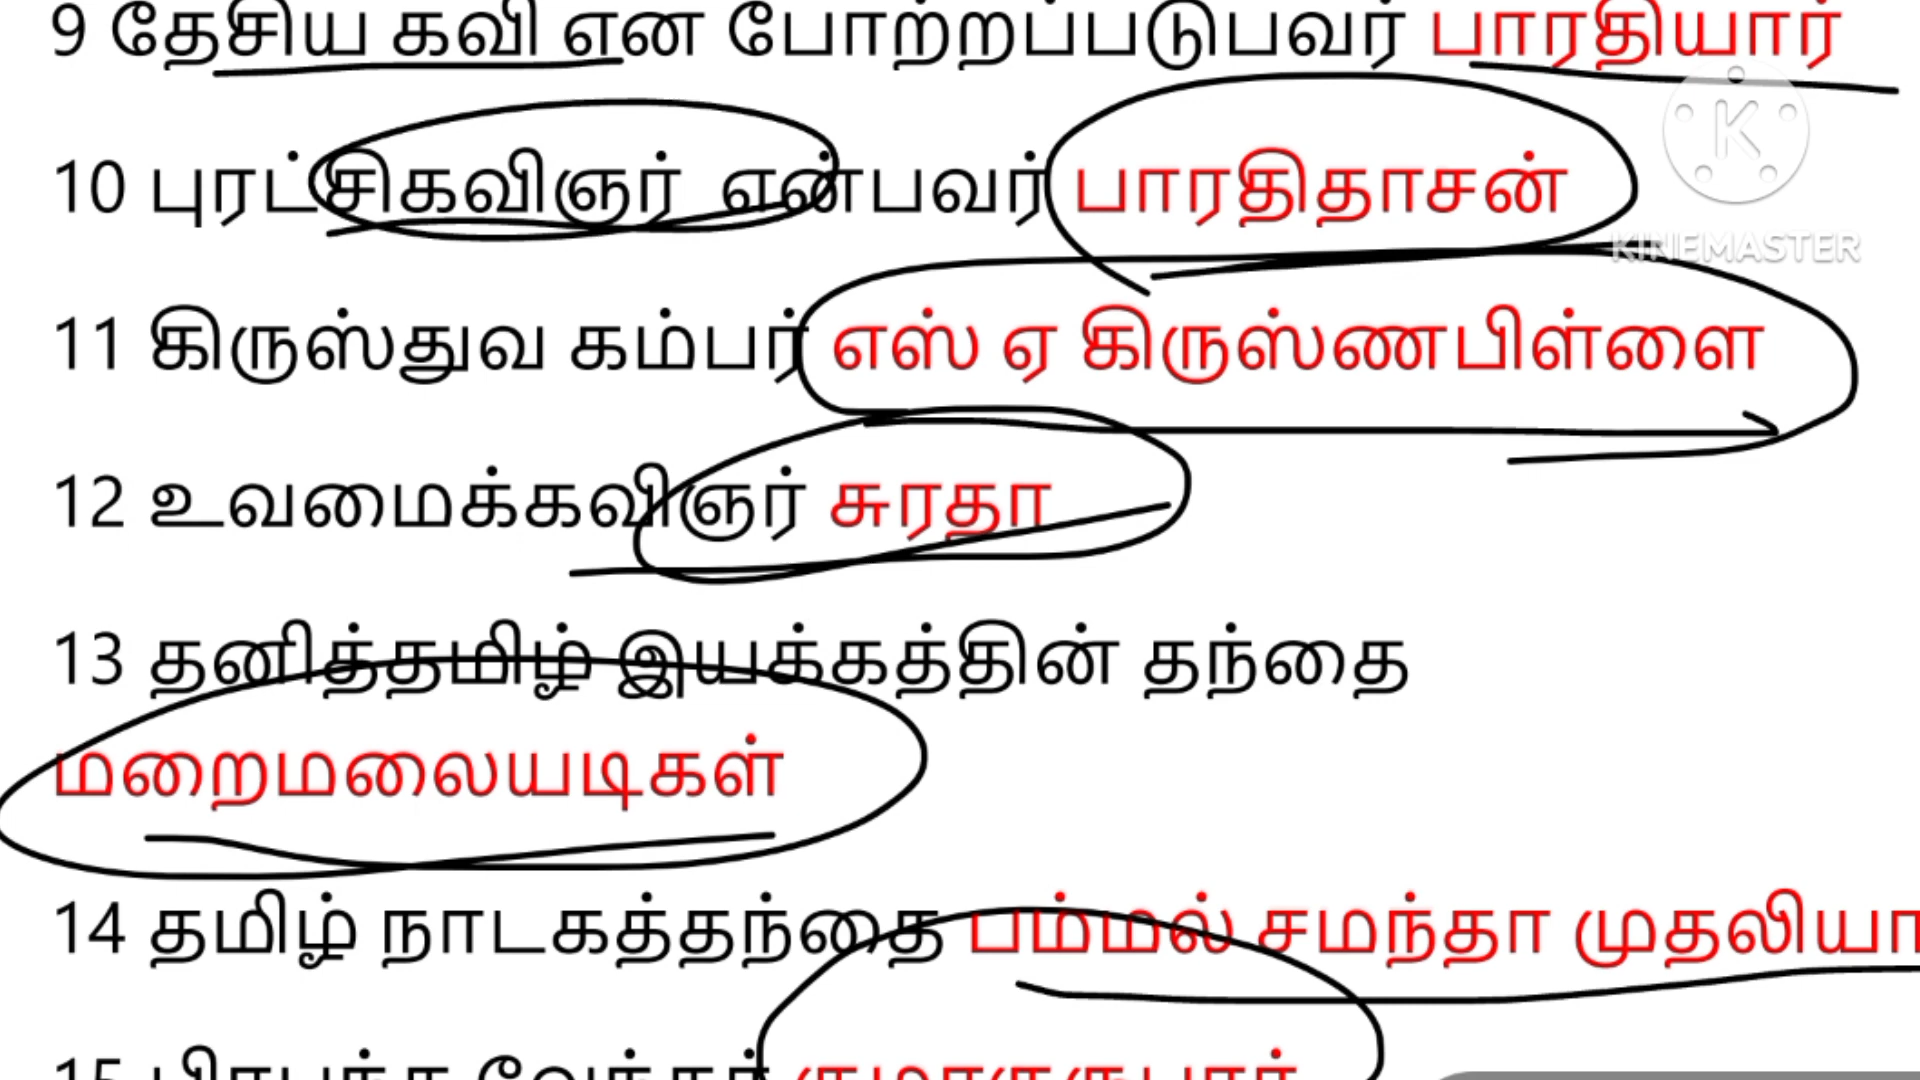 9 தேசிய கவி என போற்றப்படுபவர் பாரதியார்
10 புரட்சிகவிஞர் என்பவர் பாரதிதாசன்
KINEMASTER
11 கிருஸ்துவ கம்பர் எஸ் ஏ கிருஸ்ணபிள்ளை
12 உவமைக்கவிஞர் சுரதா
13 தனித்தமிழ் இயக்கத்தின் தந்தை
மறைமலையடிகள்
14 தமிழ் நாடகத்தந்தை பம்மல் சமந்தா முதலியா
15